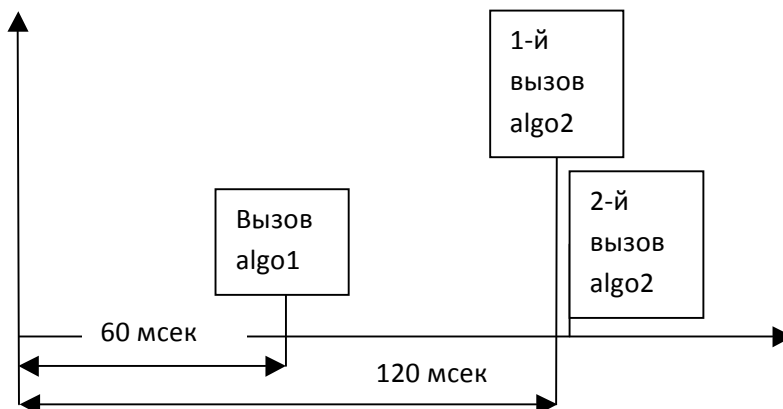 1-й
вызов
algo2
Вызов
algo1
2-й
вызов
algo2
60 мсек
120 мсек